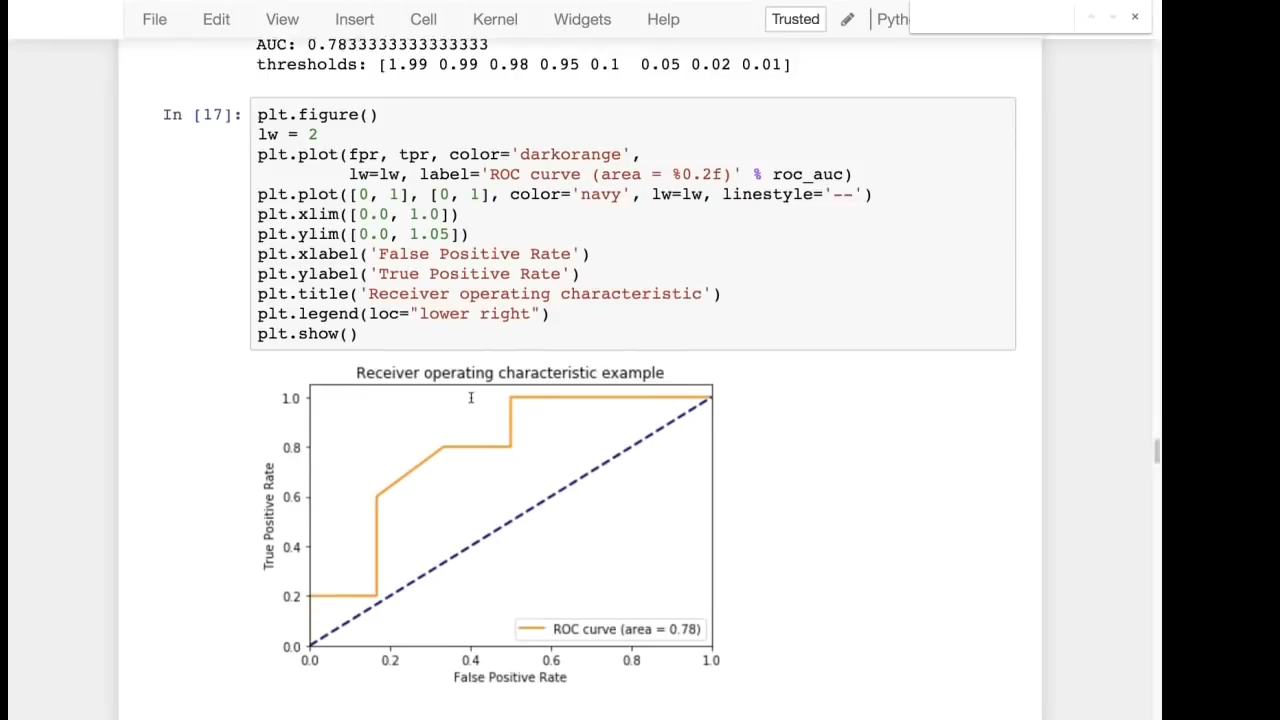 File Edit View Insert Cell Kernel Widgets Help Trusted
AUC: 0.7833333333333333
thresholds: [1.99 0.99 0.98 0.95 0.1  0.05 0.02 0.01]
In [17]: plt.figure()
lw = 2
plt.plot(fpr, tpr, color='darkorange',
         lw=lw, label='ROC curve (area = %0.2f)' % roc_auc)
plt.plot([0, 1], [0, 1], color='navy', lw=lw, linestyle='--')
plt.xlim([0.0, 1.0])
plt.ylim([0.0, 1.05])
plt.xlabel('False Positive Rate')
plt.ylabel('True Positive Rate')
plt.title('Receiver operating characteristic')
plt.legend(loc="lower right")
plt.show()
Receiver operating characteristic example
True Positive Rate
1.0
0.8
0.6
0.4
0.2
0.0
ROC curve (area = 0.78)
0.0 0.2 0.4 0.6 0.8 1.0
False Positive Rate